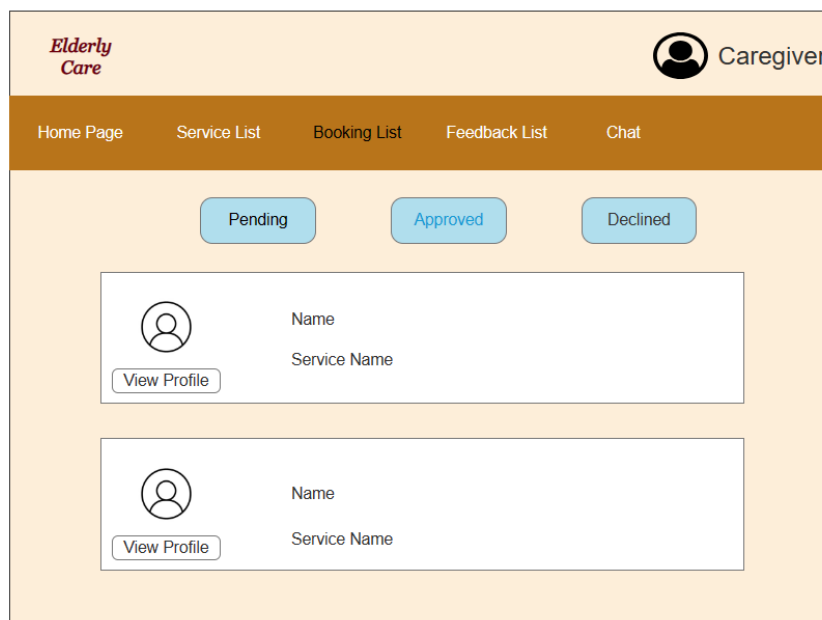 Elderly
Care
Caregiver
Home Page Service List Booking List Feedback List Chat
Pending Approved Declined
Name
Service Name
View Profile
Name
Service Name
View Profile